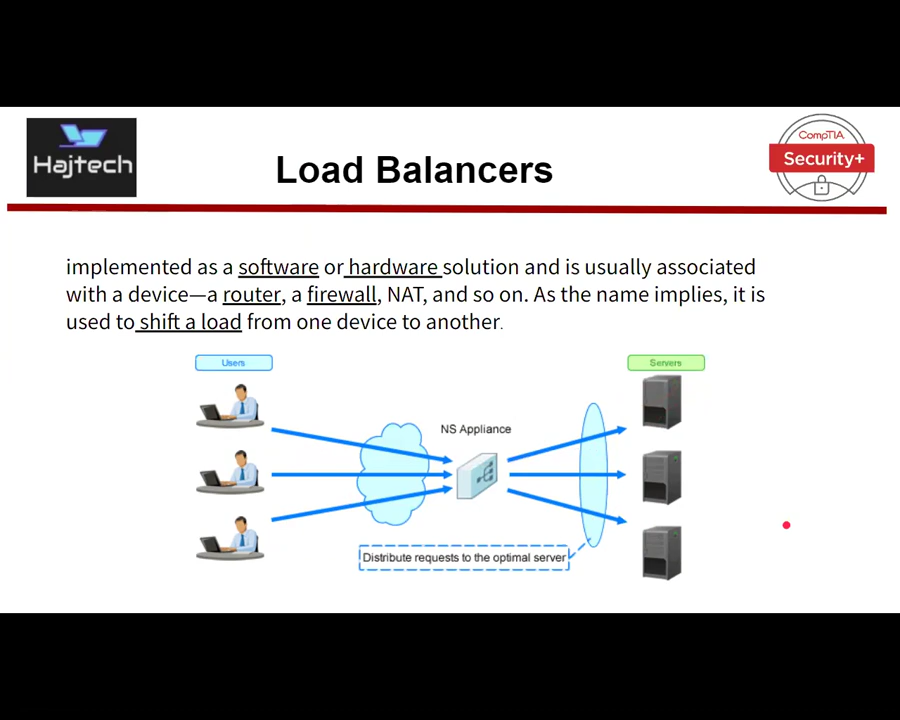 Hajtech
Load Balancers
CompTIA
Security+
implemented as a software or hardware solution and is usually associated
with a device—a router, a firewall, NAT, and so on. As the name implies, it is
used to shift a load from one device to another.
Users
Servers
NS Appliance
Distribute requests to the optimal server